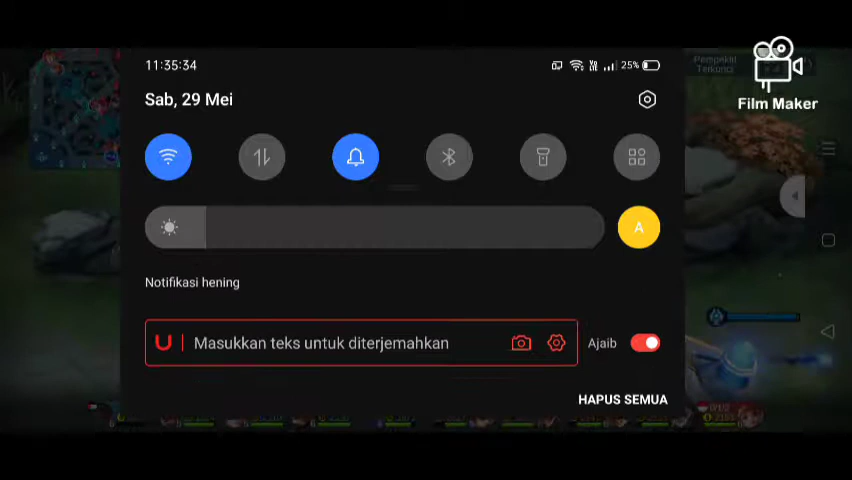 11:35:34
25%
Sab, 29 Mei
Film Maker
A
Notifikasi hening
Masukkan teks untuk diterjemahkan
Ajaib
HAPUS SEMUA